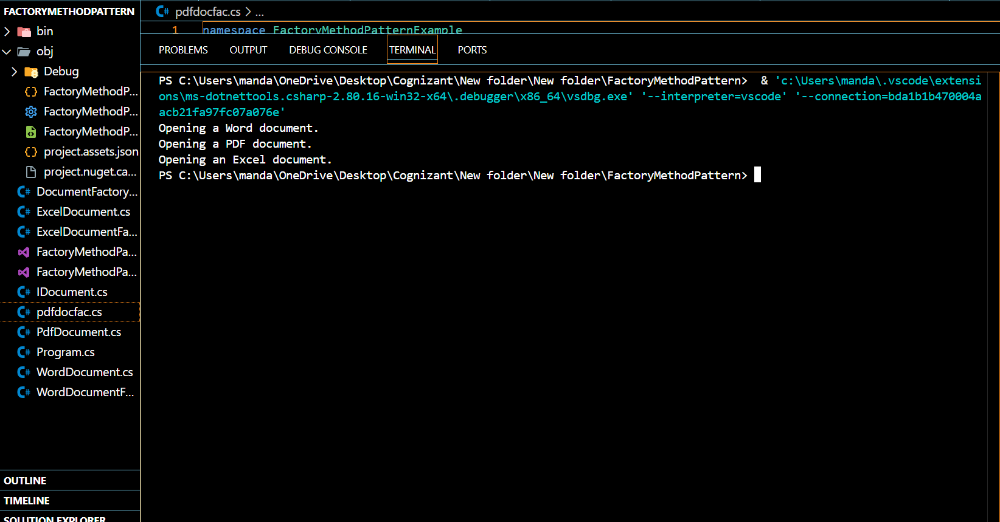 FACTORYMETHODPATTERN
bin
obj
Debug
FactoryMethodP...
FactoryMethodP...
FactoryMethodP...
project.assets.json
project.nuget.ca...
DocumentFactory...
ExcelDocument.cs
ExcelDocumentFa...
FactoryMethodPa...
FactoryMethodPa...
IDocument.cs
pdfdocfac.cs
PdfDocument.cs
Program.cs
WordDocument.cs
WordDocumentF...
OUTLINE
TIMELINE
SOLUTION EXPLORER
pdfdocfac.cs > ...
1 namespace FactoryMethodPatternExample
PROBLEMS OUTPUT DEBUG CONSOLE TERMINAL PORTS
PS C:\Users\manda\OneDrive\Desktop\Cognizant\New folder\New folder\FactoryMethodPattern>  & 'c:\Users\manda\.vscode\extensi
ons\ms-dotnettools.csharp-2.80.16-win32-x64\.debugger\x86_64\vsdbg.exe' '--interpreter=vscode' '--connection=bda1b1b470004a
acb21fa97fc07a076e'
Opening a Word document.
Opening a PDF document.
Opening an Excel document.
PS C:\Users\manda\OneDrive\Desktop\Cognizant\New folder\New folder\FactoryMethodPattern>